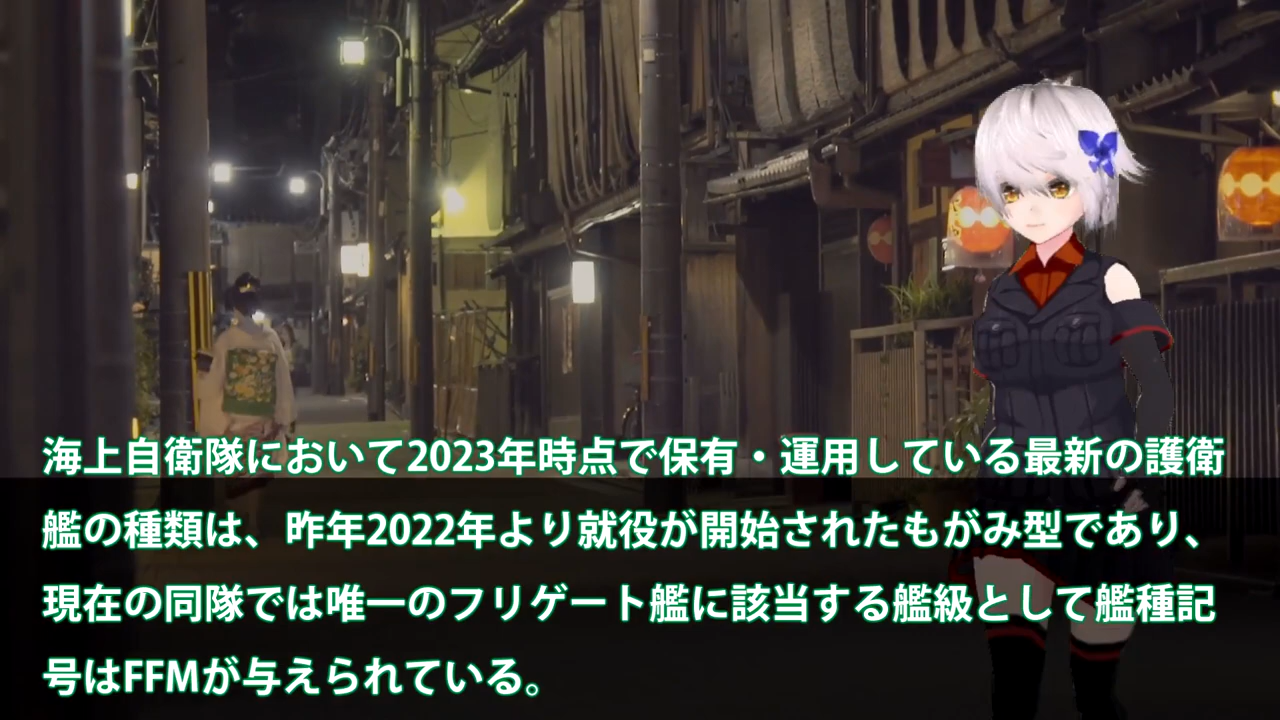 海上自衛隊において2023年時点で保有・運用している最新の護衛
艦の種類は、昨年2022年より就役が開始されたもがみ型であり、
現在の同隊では唯一のフリゲート艦に該当する艦級として艦種記
号はFFMが与えられている。